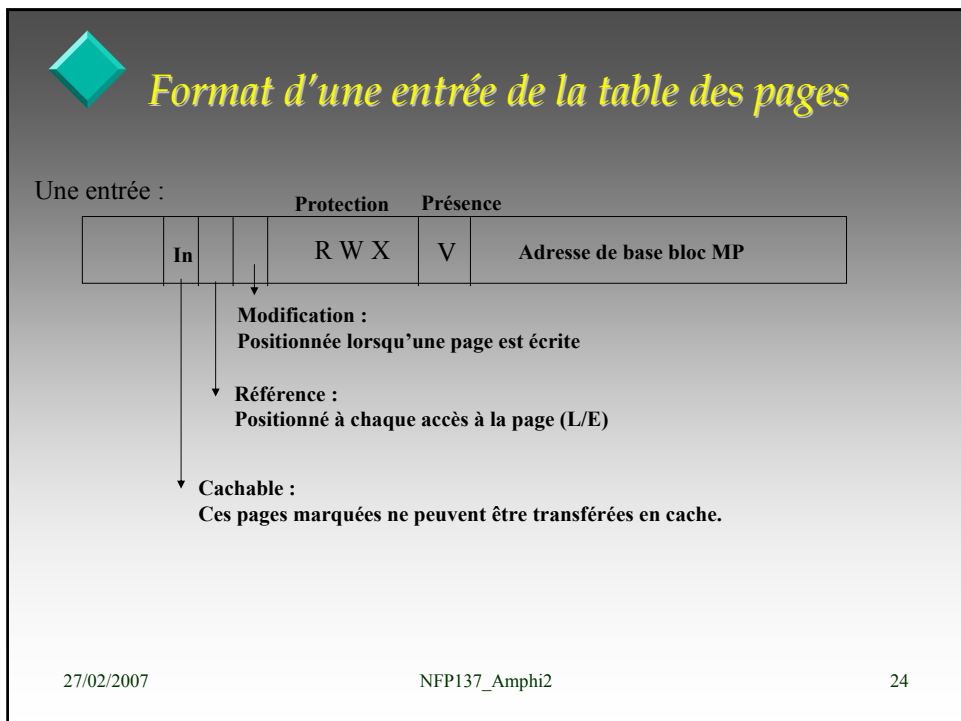 Format d'une entrée de la table des pages
Une entrée :
Protection Présence
In R W X V Adresse de base bloc MP
Modification :
Positionnée lorsqu'une page est écrite
Référence :
Positionné à chaque accès à la page (L/E)
Cachable :
Ces pages marquées ne peuvent être transférées en cache.
27/02/2007 NFP137_Amphi2 24